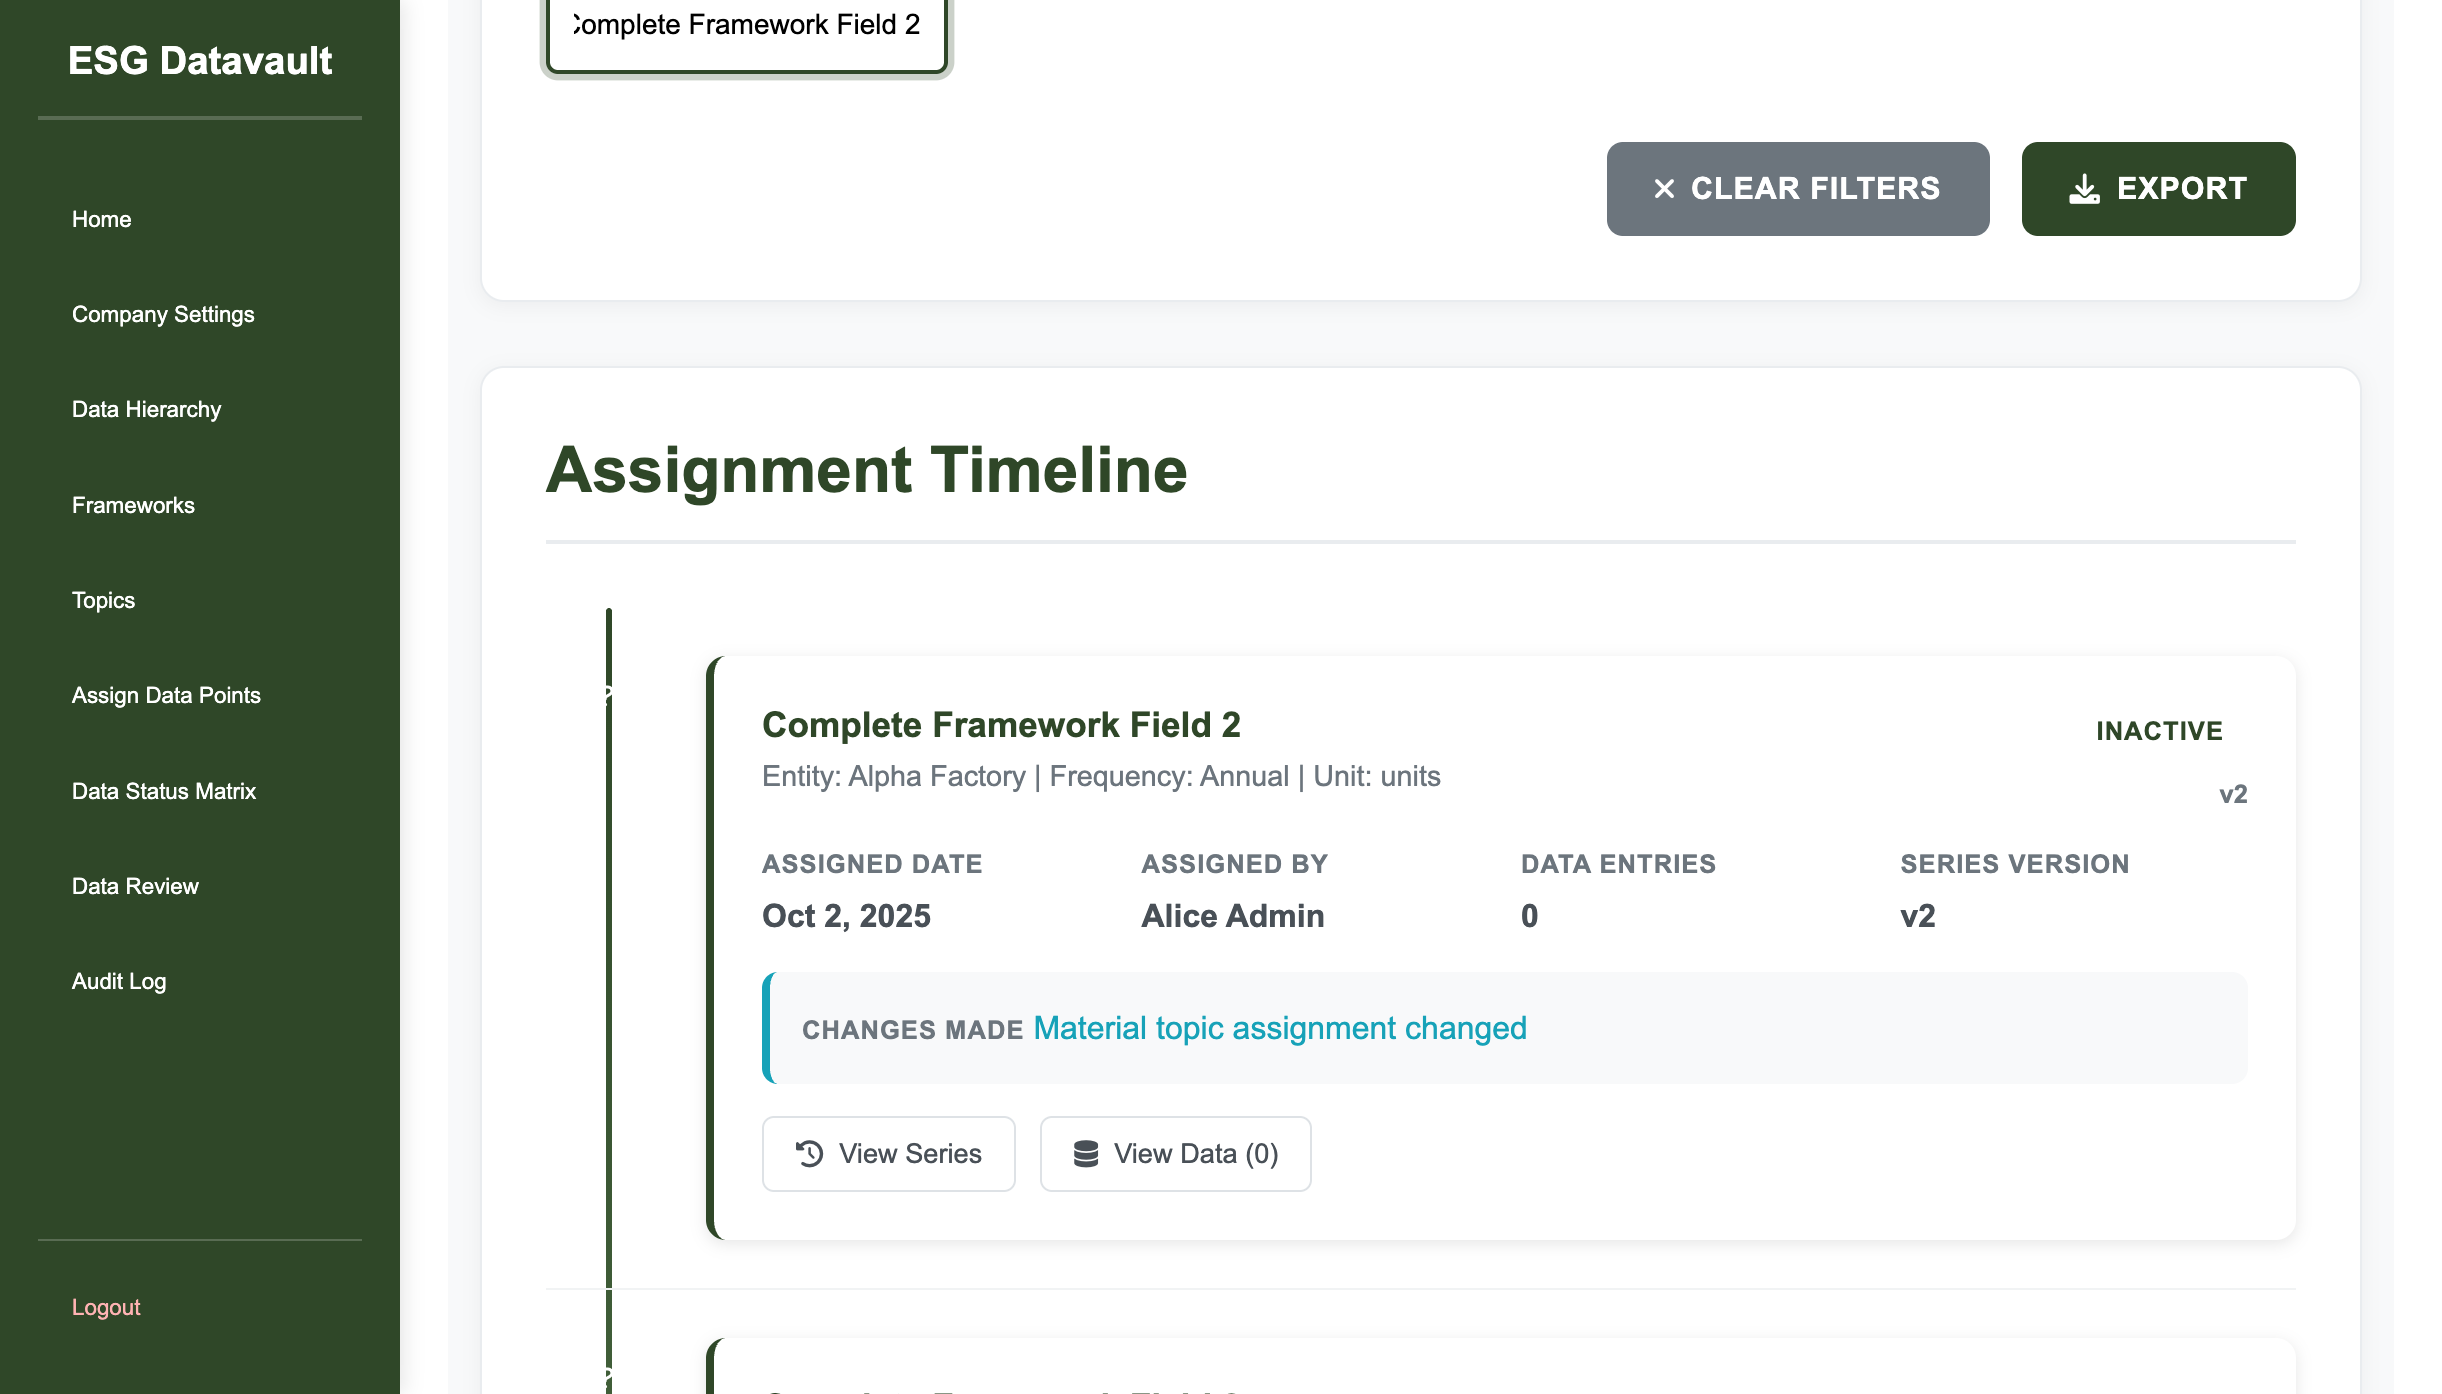 ESG Datavault
Home
Company Settings
Data Hierarchy
Frameworks
Topics
Assign Data Points
Data Status Matrix
Data Review
Audit Log
Logout
Complete Framework Field 2
CLEAR FILTERS
EXPORT
Assignment Timeline
?
Complete Framework Field 2
INACTIVE
Entity: Alpha Factory | Frequency: Annual | Unit: units
v2
ASSIGNED DATE
Oct 2, 2025
ASSIGNED BY
Alice Admin
DATA ENTRIES
0
SERIES VERSION
v2
CHANGES MADE Material topic assignment changed
View Series
View Data (0)
?